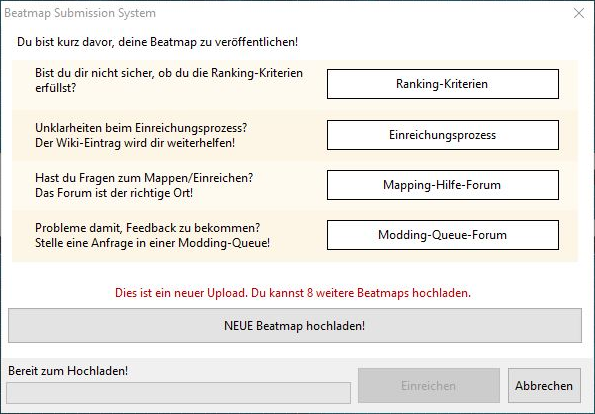 Beatmap Submission System
Du bist kurz davor, deine Beatmap zu veröffentlichen!
Bist du dir nicht sicher, ob du die Ranking-Kriterien
erfüllst?
Ranking-Kriterien
Unklarheiten beim Einreichungsprozess?
Der Wiki-Eintrag wird dir weiterhelfen!
Einreichungsprozess
Hast du Fragen zum Mappen/Einreichen?
Das Forum ist der richtige Ort!
Mapping-Hilfe-Forum
Probleme damit, Feedback zu bekommen?
Stelle eine Anfrage in einer Modding-Queue!
Modding-Queue-Forum
Dies ist ein neuer Upload. Du kannst 8 weitere Beatmaps hochladen.
NEUE Beatmap hochladen!
Bereit zum Hochladen!
Einreichen
Abbrechen